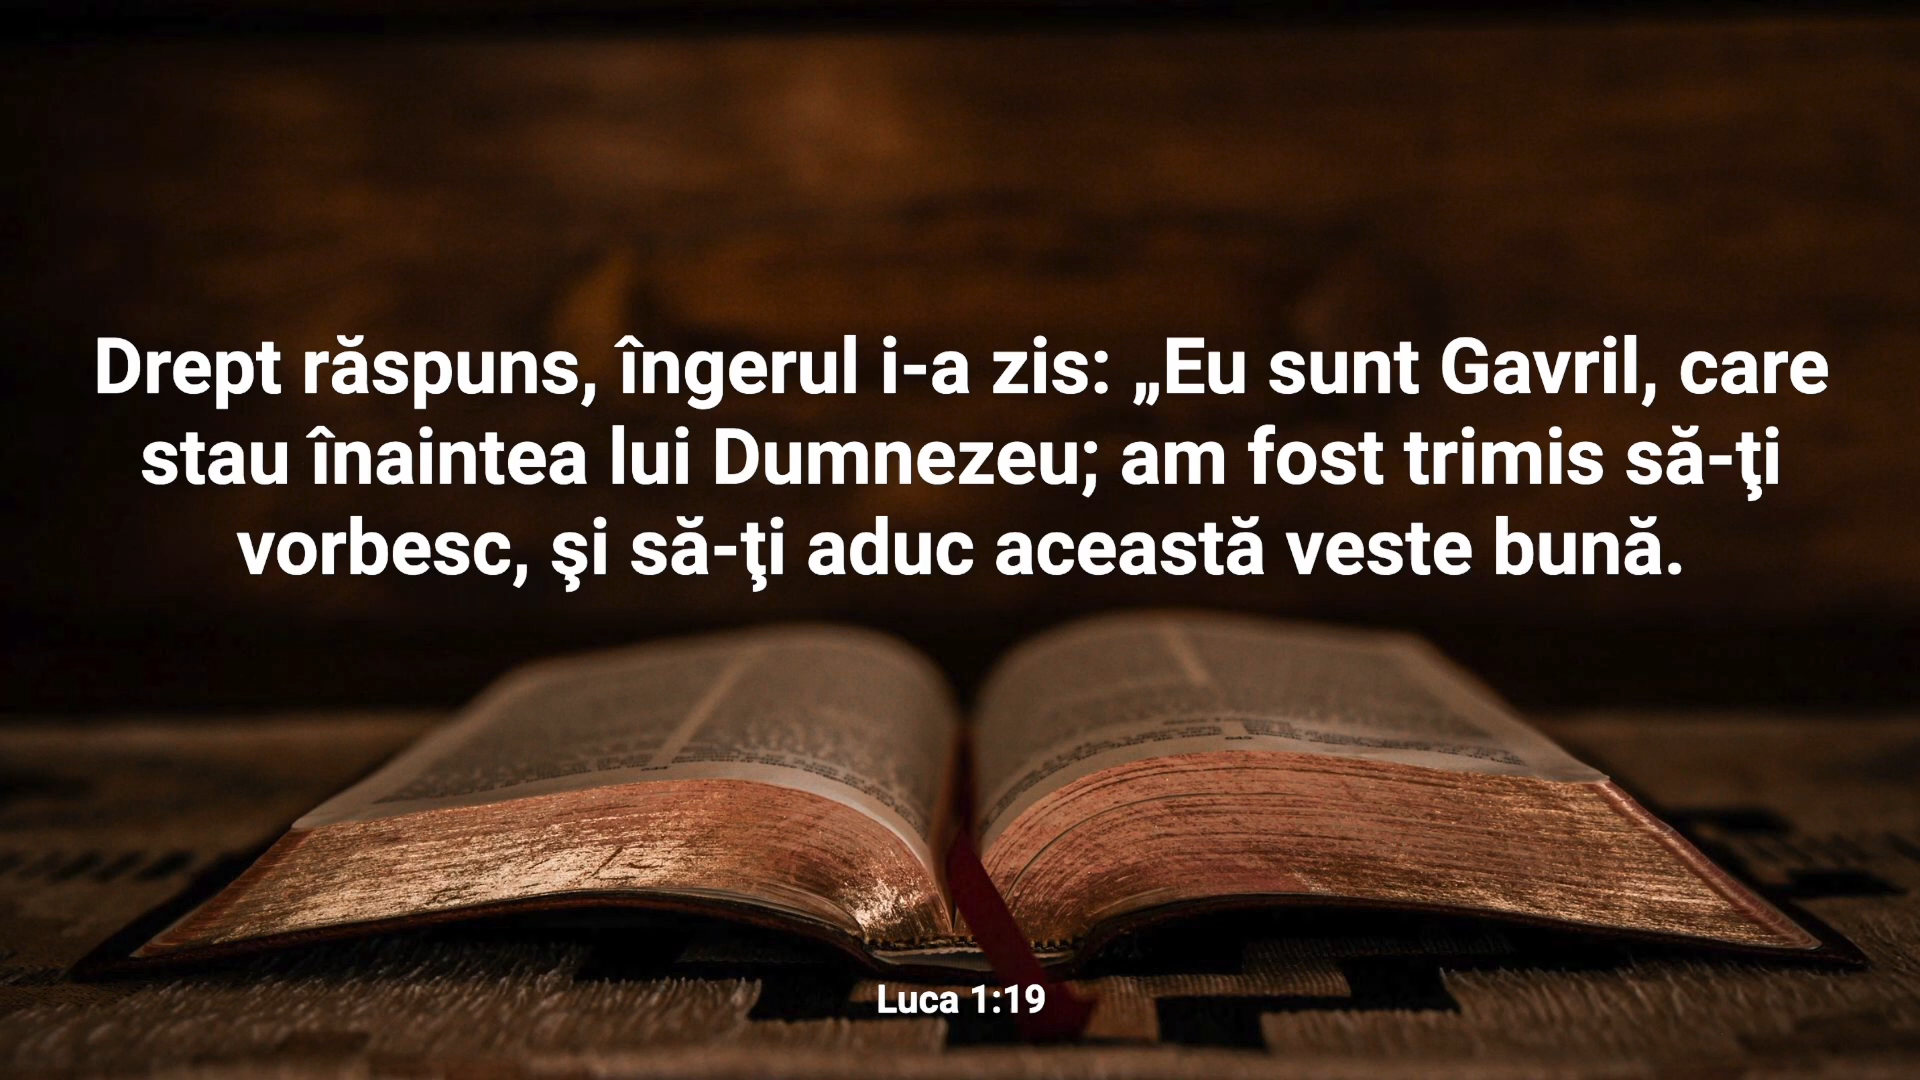 Drept răspuns, îngerul i-a zis: „Eu sunt Gavril, care
stau înaintea lui Dumnezeu; am fost trimis să-ţi
vorbesc, şi să-ţi aduc această veste bună.
Luca 1:19